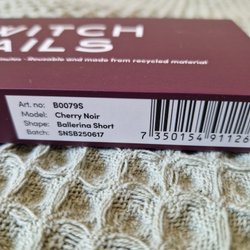 WITCH
AILS
Reusable and made from recycled material
Art. no: B0079S
Model: Cherry Noir
Shape: Ballerina Short
Batch: SNSB250617
7 350154 91126